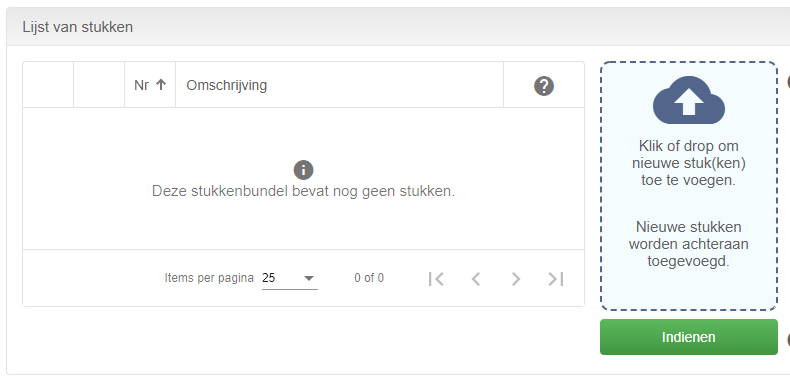 Lijst van stukken
Nr Omschrijving
Deze stukkenbundel bevat nog geen stukken.
Items per pagina 25 0 of 0
Klik of drop om
nieuwe stuk(ken)
toe te voegen.
Nieuwe stukken
worden achteraan
toegevoegd.
Indienen